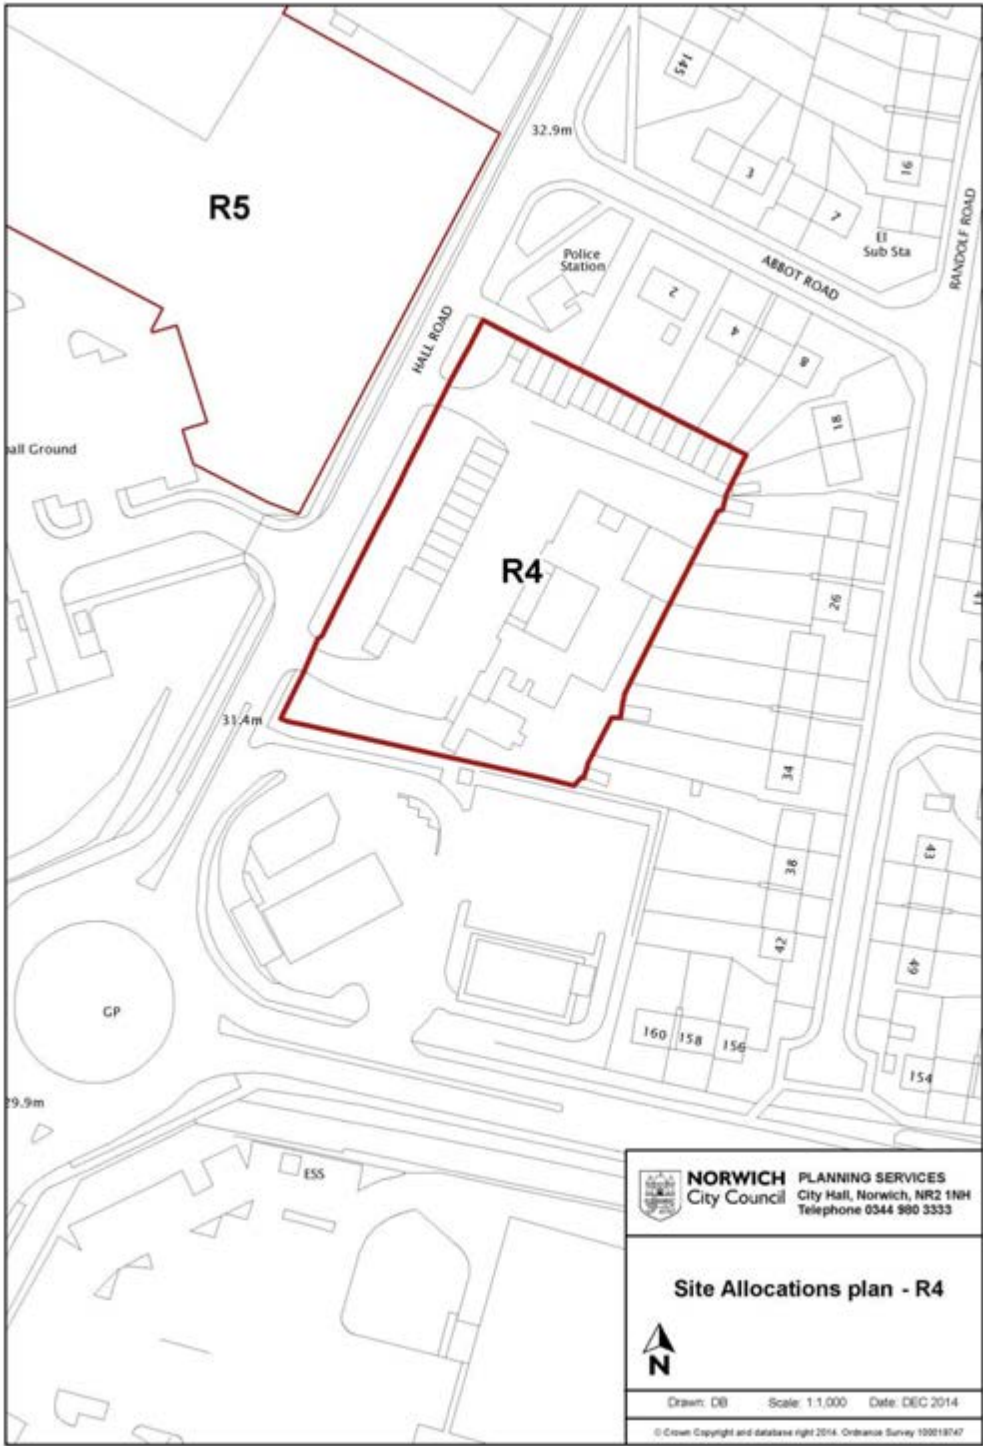 145
32.9m
3
16
R5
7
El
Sub Sta
RANDOLF ROAD
Police
Station
ABBOT ROAD
2
4
8
HALL ROAD
18
all Ground
R4
26
41
31.4m
34
43
38
42
49
GP
160
158
156
154
29.9m
ESS
NORWICH
City Council
PLANNING SERVICES
City Hall, Norwich, NR2 1NH
Telephone 0344 980 3333
Site Allocations plan - R4
N
Drawn: DB Scale: 1:1,000 Date: DEC 2014
© Crown Copyright and database right 2014. Ordnance Survey 100019747